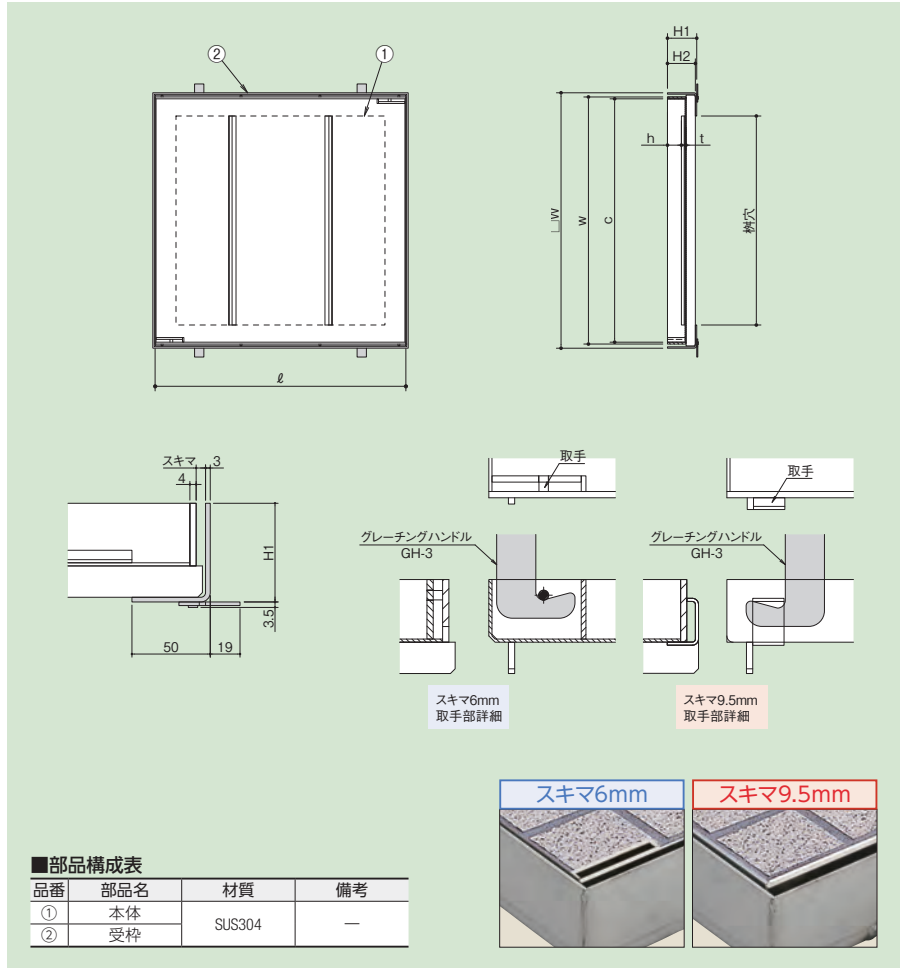 ②
①
H1
H2
h
t
□W
w
c
桝穴
ℓ
スキマ
3
4
H1
3.5
50
19
取手
グレーチングハンドル
GH-3
取手
グレーチングハンドル
GH-3
スキマ6mm
取手部詳細
スキマ9.5mm
取手部詳細
スキマ6mm
スキマ9.5mm
■部品構成表
品番 部品名 材質 備考
① 本体 SUS304 —
② 受枠